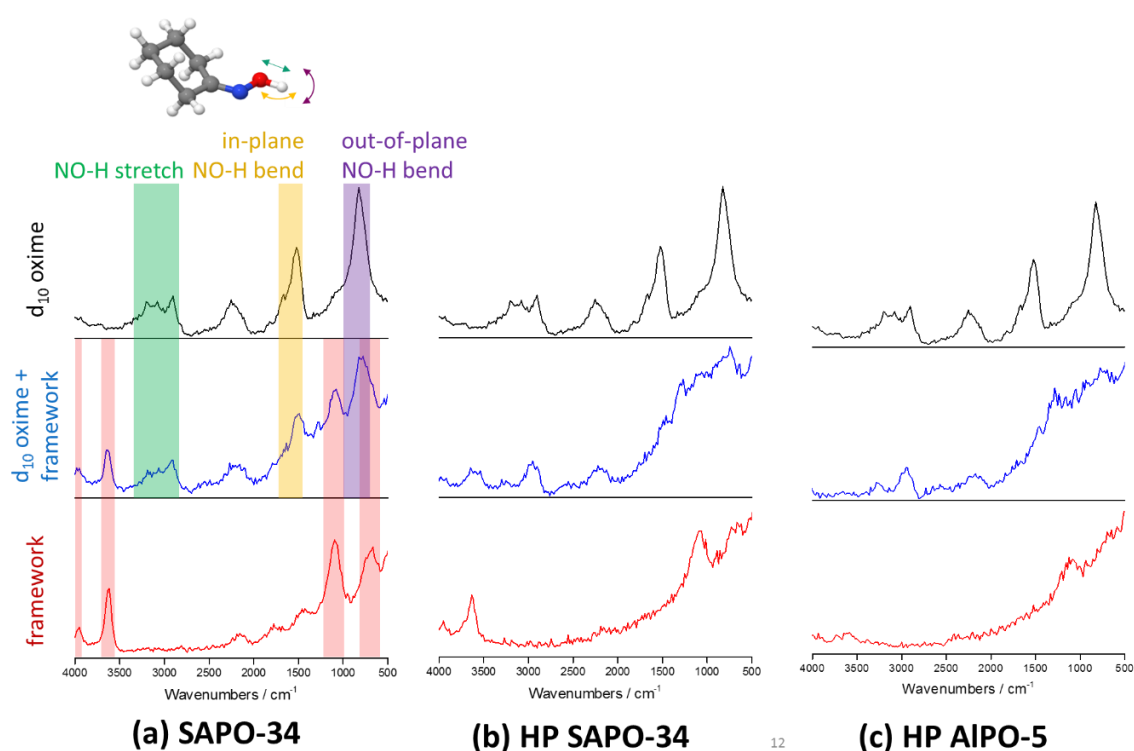 in-plane
NO-H bend
out-of-plane
NO-H bend
NO-H stretch
d10 oxime
d10 oxime +
framework
framework
4000 3500 3000 2500 2000 1500 1000 500
Wavenumbers / cm-1
4000 3500 3000 2500 2000 1500 1000 500
Wavenumbers / cm-1
4000 3500 3000 2500 2000 1500 1000 500
Wavenumbers / cm-1
(a) SAPO-34
(b) HP SAPO-34
12
(c) HP AlPO-5